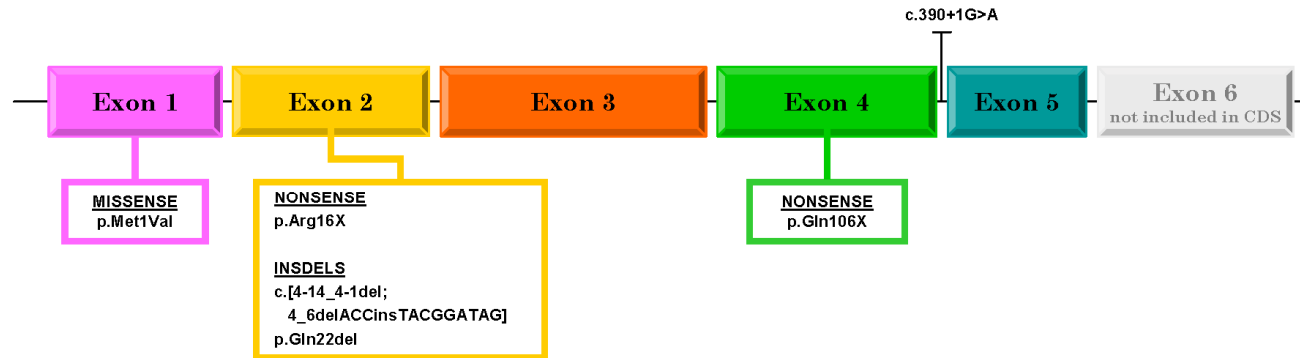 c.390+1G>A
Exon 1
Exon 2
Exon 3
Exon 4
Exon 5
Exon 6
not included in CDS
MISSENSE
p.Met1Val
NONSENSE
p.Arg16X
INSDELS
c.[4-14_4-1del;
4_6delACCinsTACGGATAG]
p.Gln22del
NONSENSE
p.Gln106X